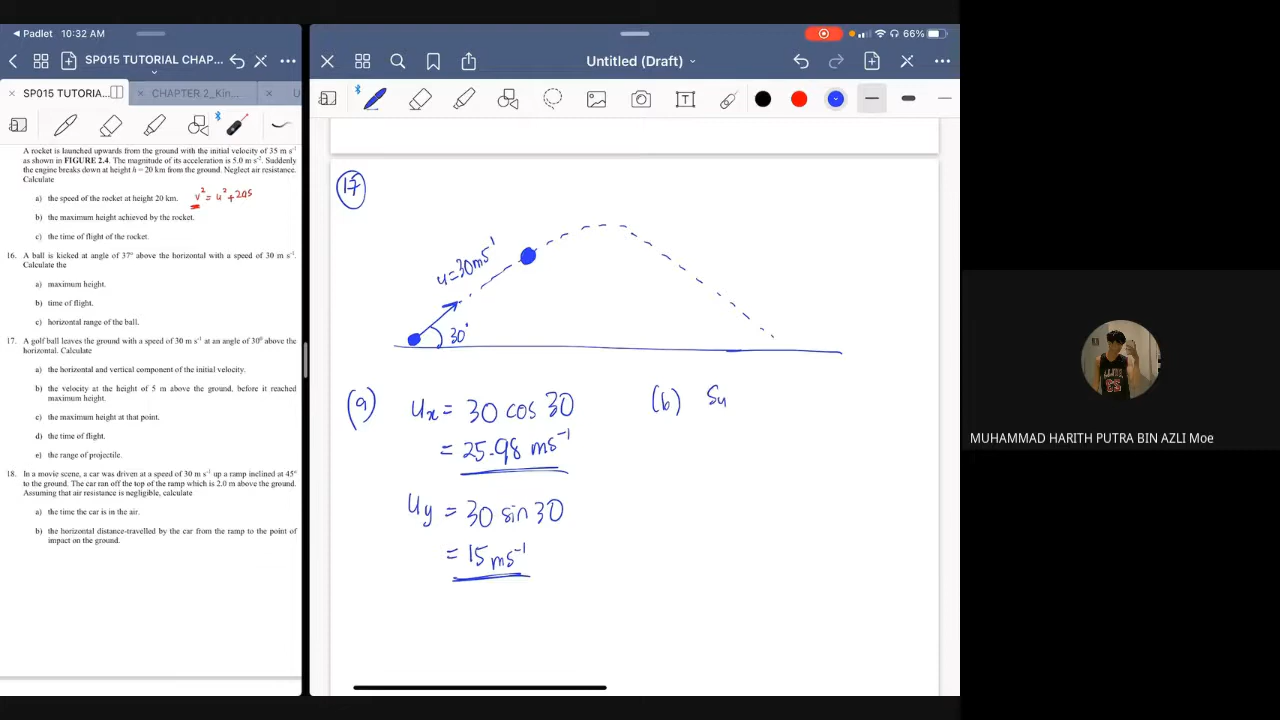 Padlet 10:32 AM
66%
SP015 TUTORIAL CHAP...
Untitled (Draft)
SP015 TUTORIA...
CHAPTER 2_Kin...
A rocket is launched upwards from the ground with the initial velocity of 35 m s⁻¹
as shown in FIGURE 2.4. The magnitude of its acceleration is 5.0 m s⁻². Suddenly
the engine breaks down at height h = 20 km from the ground. Neglect air resistance.
Calculate
a) the speed of the rocket at height 20 km.
v² = u² + 2as
b) the maximum height achieved by the rocket.
c) the time of flight of the rocket.
16. A ball is kicked at angle of 37° above the horizontal with a speed of 30 m s⁻¹.
Calculate the
a) maximum height.
b) time of flight.
c) horizontal range of the ball.
17. A golf ball leaves the ground with a speed of 30 m s⁻¹ at an angle of 30⁰ above the
horizontal. Calculate
a) the horizontal and vertical component of the initial velocity.
b) the velocity at the height of 5 m above the ground, before it reached
maximum height.
c) the maximum height at that point.
d) the time of flight.
e) the range of projectile.
18. In a movie scene, a car was driven at a speed of 30 m s⁻¹ up a ramp inclined at 45°
to the ground. The car ran off the top of the ramp which is 2.0 m above the ground.
Assuming that air resistance is negligible, calculate
a) the time the car is in the air.
b) the horizontal distance-travelled by the car from the ramp to the point of
impact on the ground.
17
u=30ms⁻¹
30°
(a) uₓ = 30 cos 30
= 25.98 ms⁻¹
u_y = 30 sin 30
= 15 ms⁻¹
(b) Sy
MUHAMMAD HARITH PUTRA BIN AZLI Moe